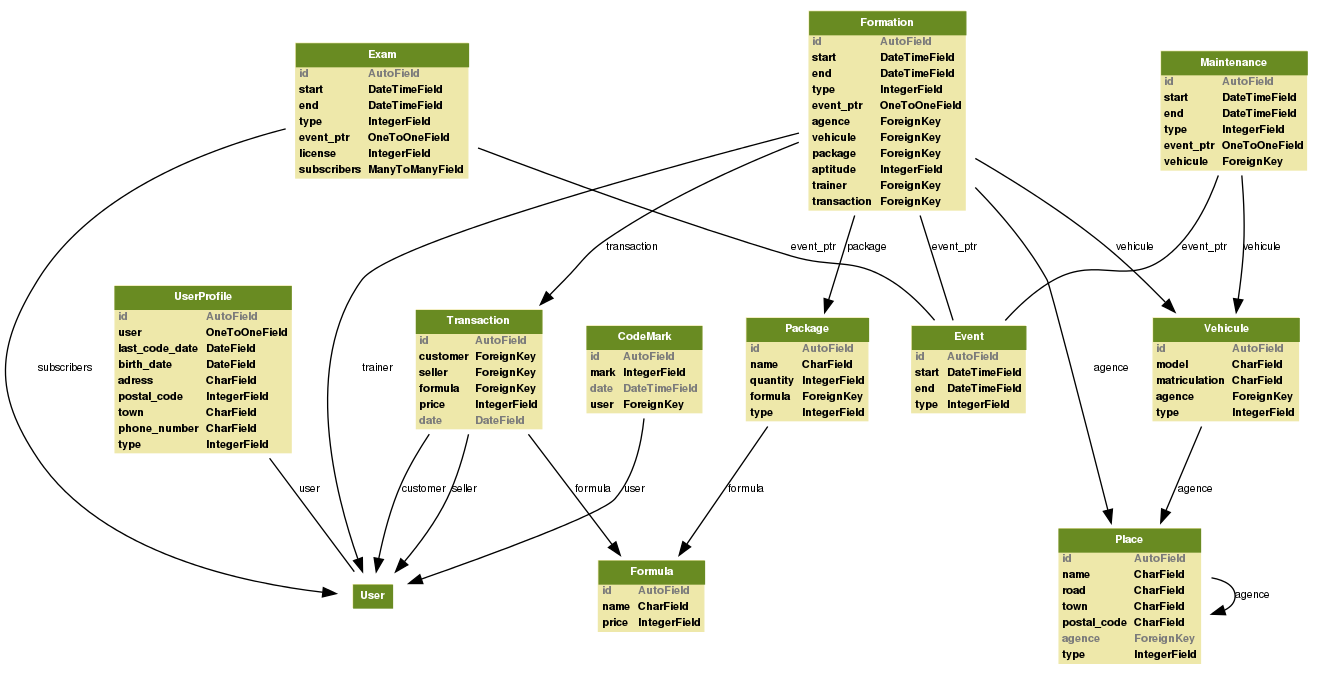 Formation
id AutoField
start DateTimeField
end DateTimeField
type IntegerField
event_ptr OneToOneField
agence ForeignKey
vehicule ForeignKey
package ForeignKey
aptitude IntegerField
trainer ForeignKey
transaction ForeignKey
Exam
id AutoField
start DateTimeField
end DateTimeField
type IntegerField
event_ptr OneToOneField
license IntegerField
subscribers ManyToManyField
Maintenance
id AutoField
start DateTimeField
end DateTimeField
type IntegerField
event_ptr OneToOneField
vehicule ForeignKey
transaction
event_ptr
package
event_ptr
vehicule
event_ptr
vehicule
UserProfile
id AutoField
user OneToOneField
last_code_date DateField
birth_date DateField
adress CharField
postal_code IntegerField
town CharField
phone_number CharField
type IntegerField
Transaction
id AutoField
customer ForeignKey
seller ForeignKey
formula ForeignKey
price IntegerField
date DateField
CodeMark
id AutoField
mark IntegerField
date DateTimeField
user ForeignKey
Package
id AutoField
name CharField
quantity IntegerField
formula ForeignKey
type IntegerField
Event
id AutoField
start DateTimeField
end DateTimeField
type IntegerField
Vehicule
id AutoField
model CharField
matriculation CharField
agence ForeignKey
type IntegerField
subscribers
trainer
agence
user
customer
seller
formula
user
formula
agence
User
Formula
id AutoField
name CharField
price IntegerField
Place
id AutoField
name CharField
road CharField
town CharField
postal_code CharField
agence ForeignKey
type IntegerField
agence